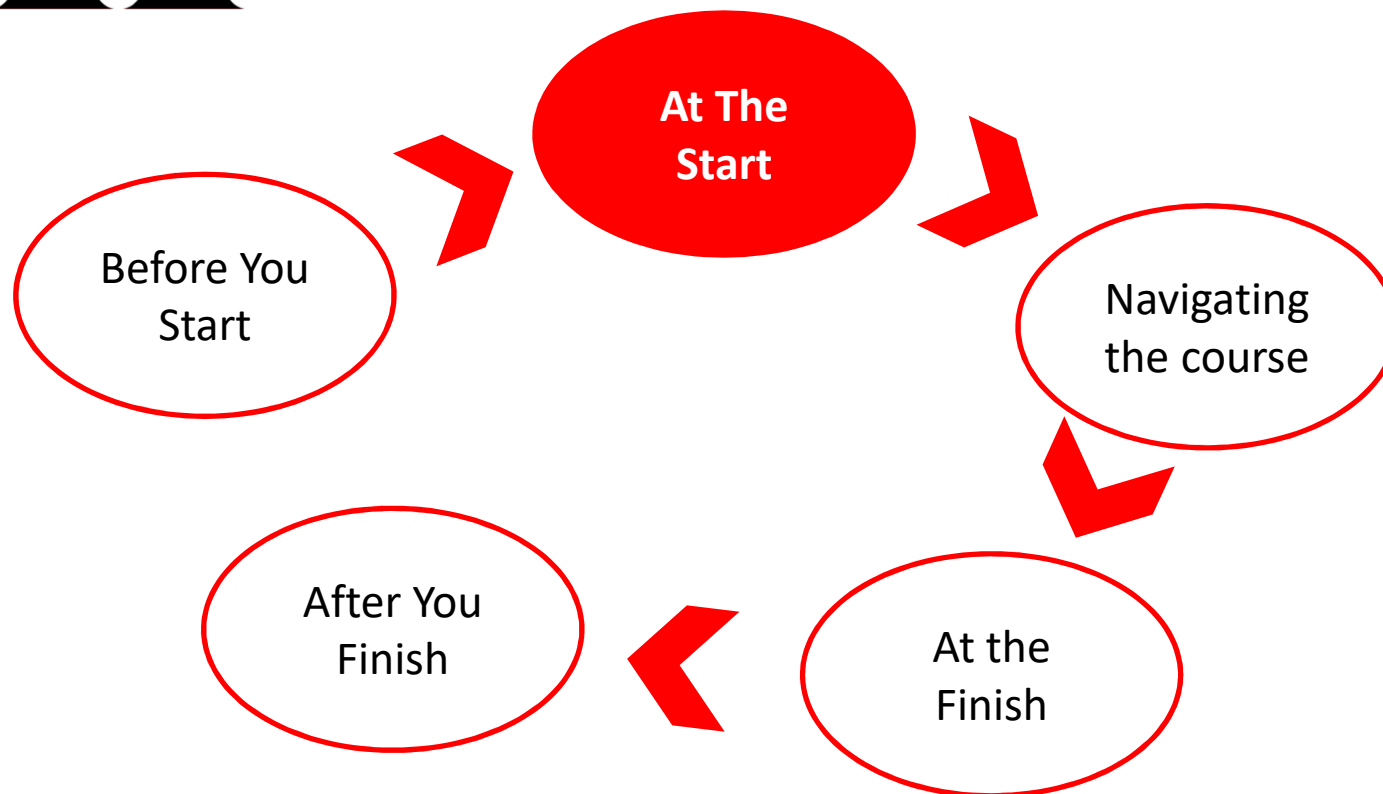 At The
Start
Before You
Start
Navigating
the course
After You
Finish
At the
Finish